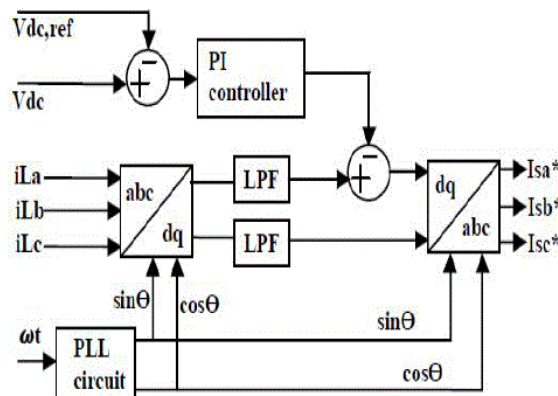 Vdc,ref
Vdc
PI
controller
iLa
iLb
iLc
abc
dq
LPF
LPF
dq
abc
Isa*
Isb*
Isc*
sinΘ
cosΘ
sinΘ
cosΘ
ωt
PLL
circuit